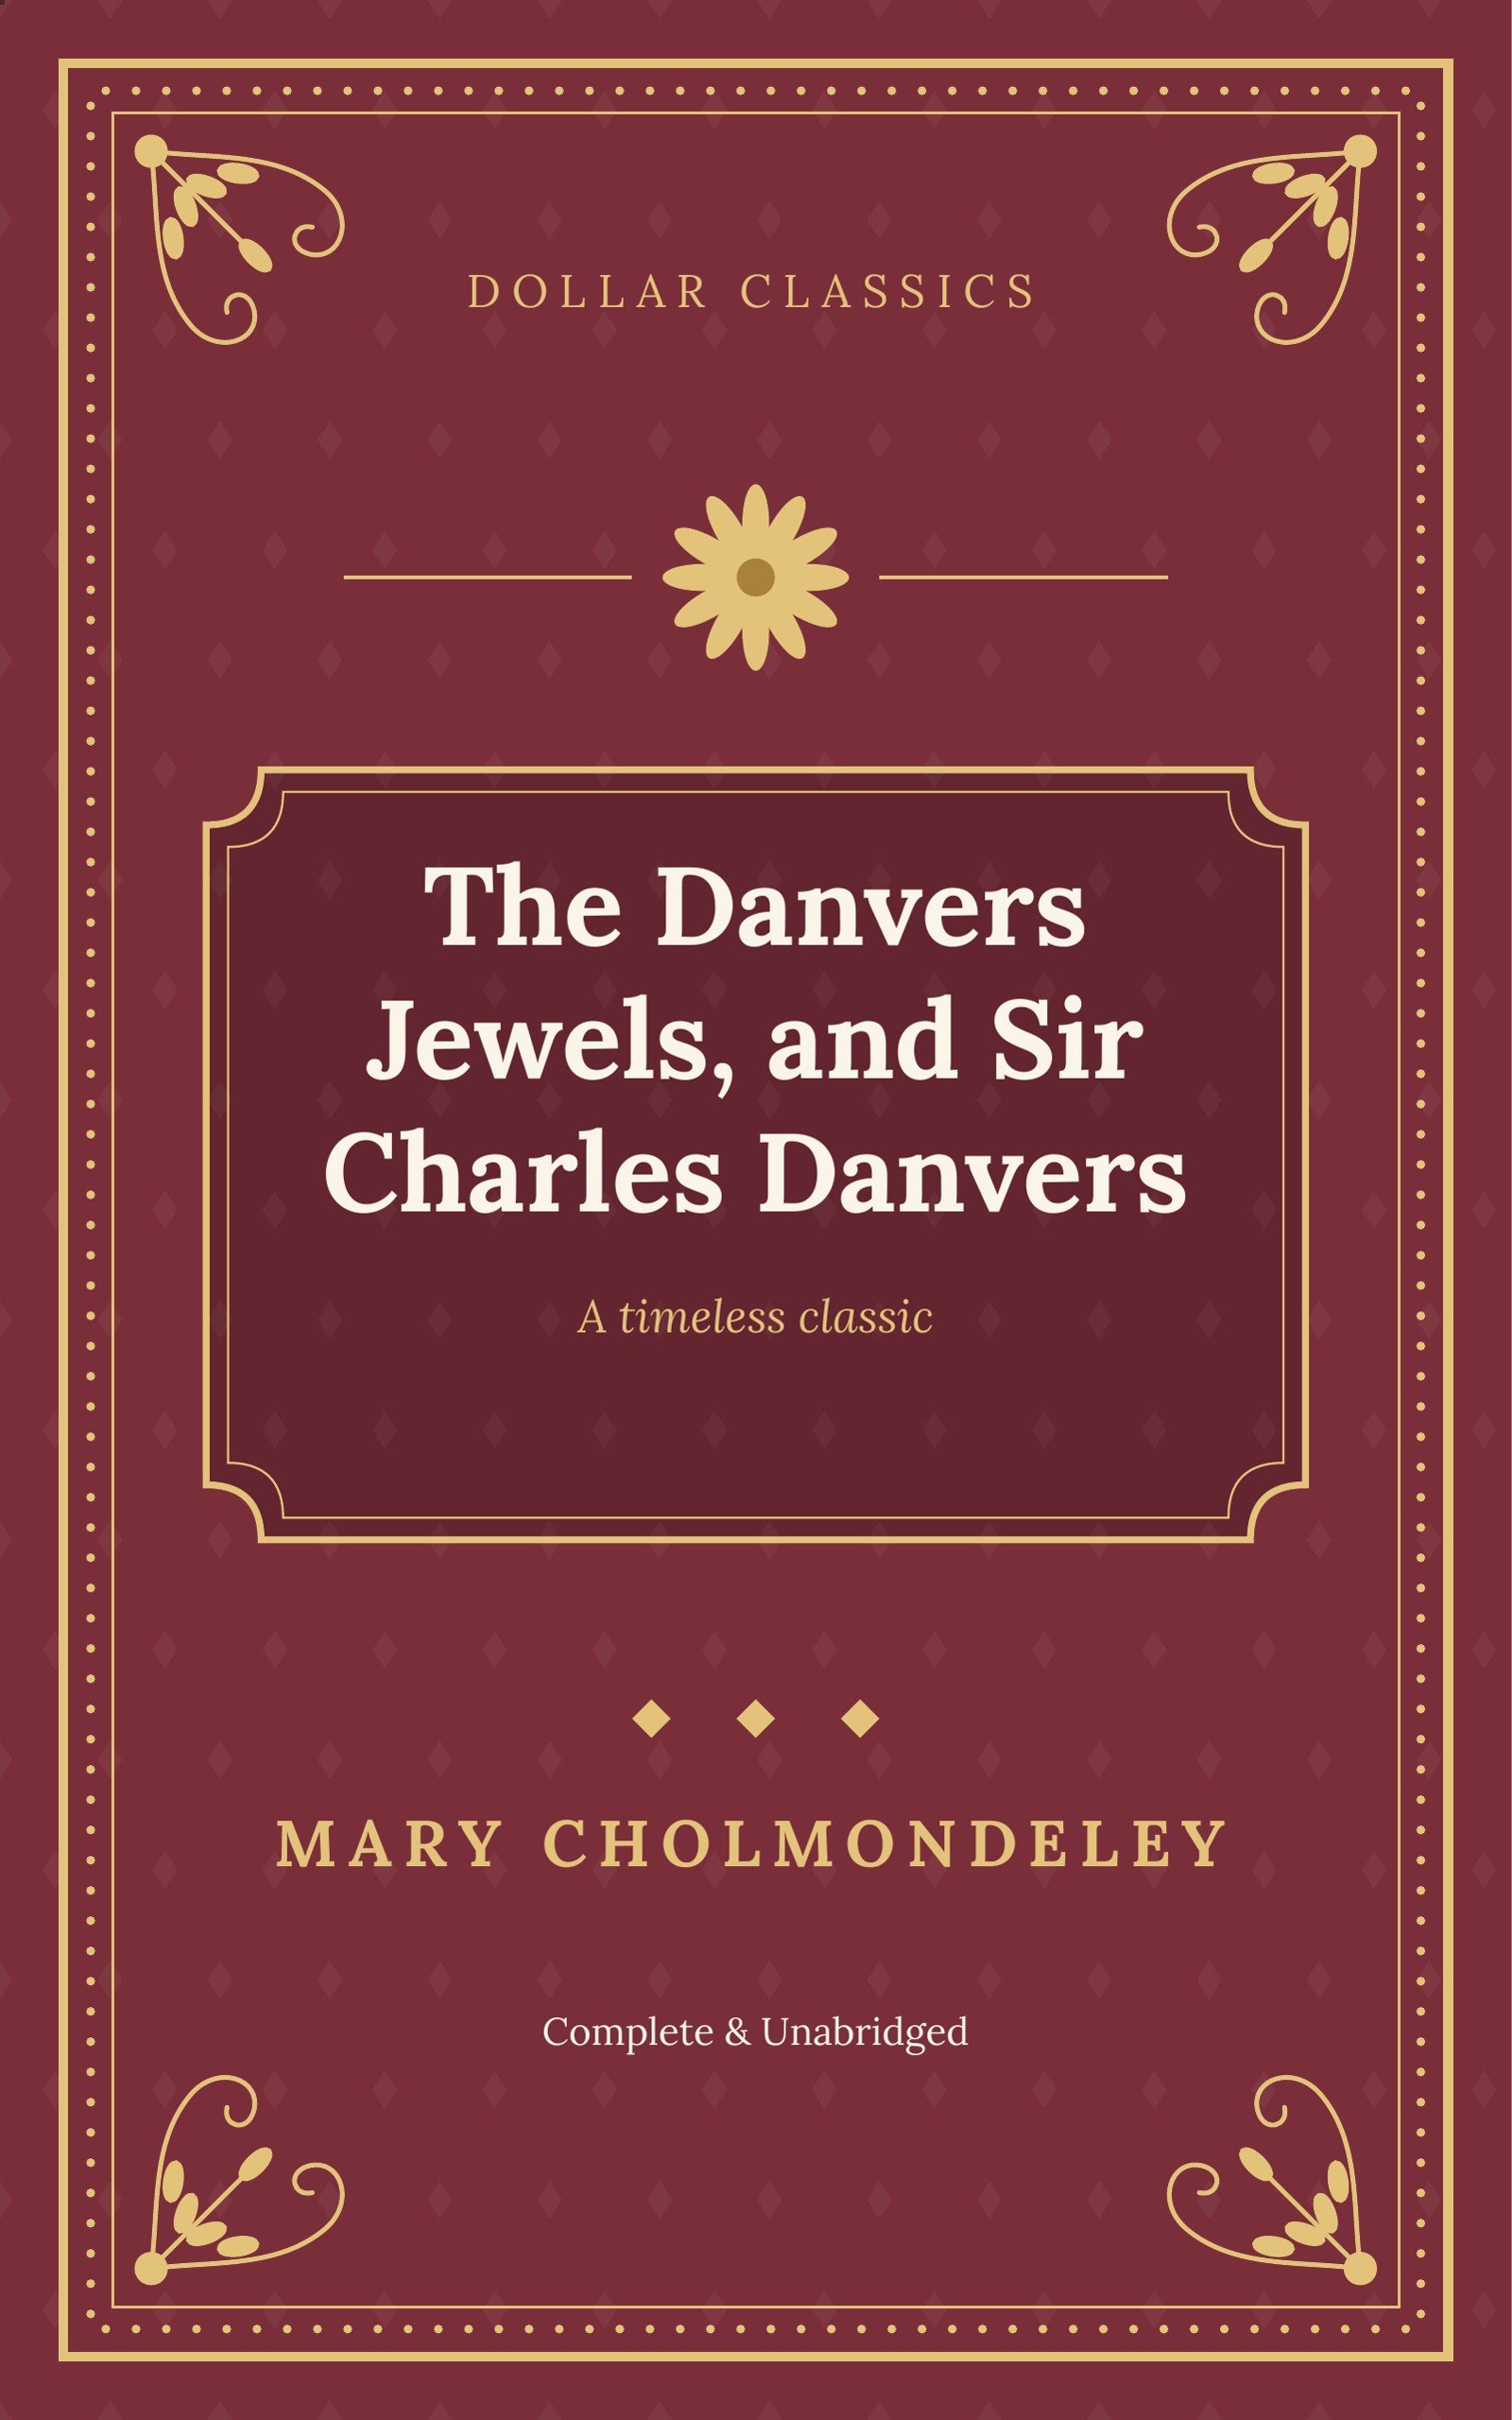 DOLLAR CLASSICS
The Danvers
Jewels, and Sir
Charles Danvers
A timeless classic
MARY CHOLMONDELEY
Complete & Unabridged